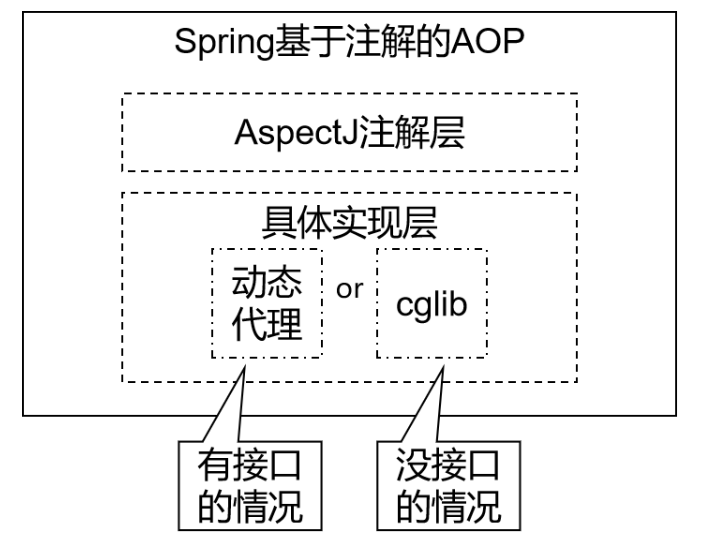 Spring基于注解的AOP
AspectJ注解层
具体实现层
动态
代理
or
cglib
有接口
的情况
没接口
的情况